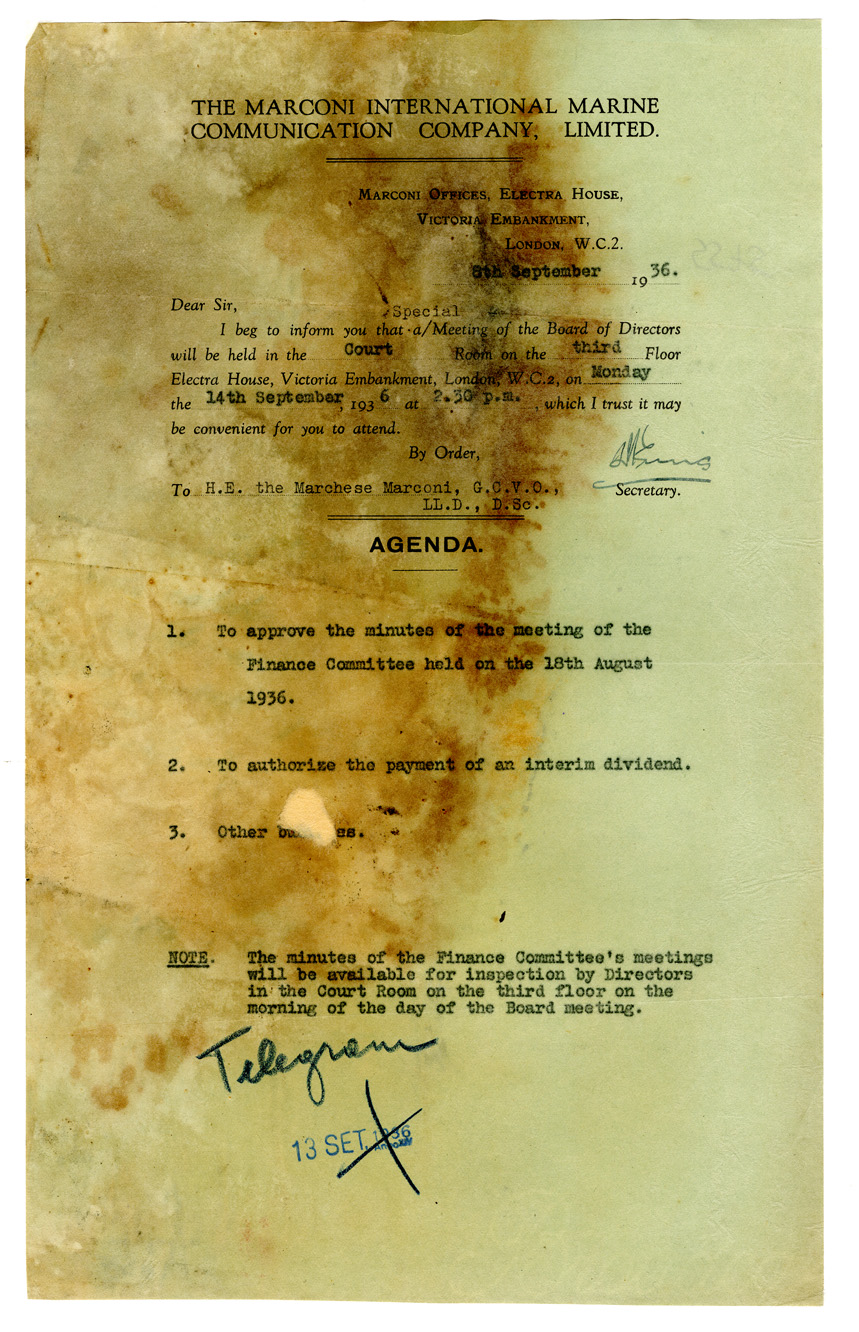 THE MARCONI INTERNATIONAL MARINE
COMMUNICATION COMPANY, LIMITED.
MARCONI OFFICES, ELECTRA HOUSE,
VICTORIA EMBANKMENT,
LONDON, W.C.2.
8th September 1936.
Dear Sir,
Special
I beg to inform you that a/Meeting of the Board of Directors
will be held in the Court Room on the third Floor
Electra House, Victoria Embankment, London, W.C.2, on Monday
the 14th September, 1936 at 2.30 p.m., which I trust it may
be convenient for you to attend.
By Order,
To H.E. the Marchese Marconi, G.C.V.O., Secretary.
LL.D., D.Sc.
AGENDA.
1. To approve the minutes of the meeting of the
Finance Committee held on the 18th August
1936.
2. To authorize the payment of an interim dividend.
3. Other bu es.
NOTE. The minutes of the Finance Committee's meetings
will be available for inspection by Directors
in the Court Room on the third floor on the
morning of the day of the Board meeting.
Telegram
13 SET. 1936